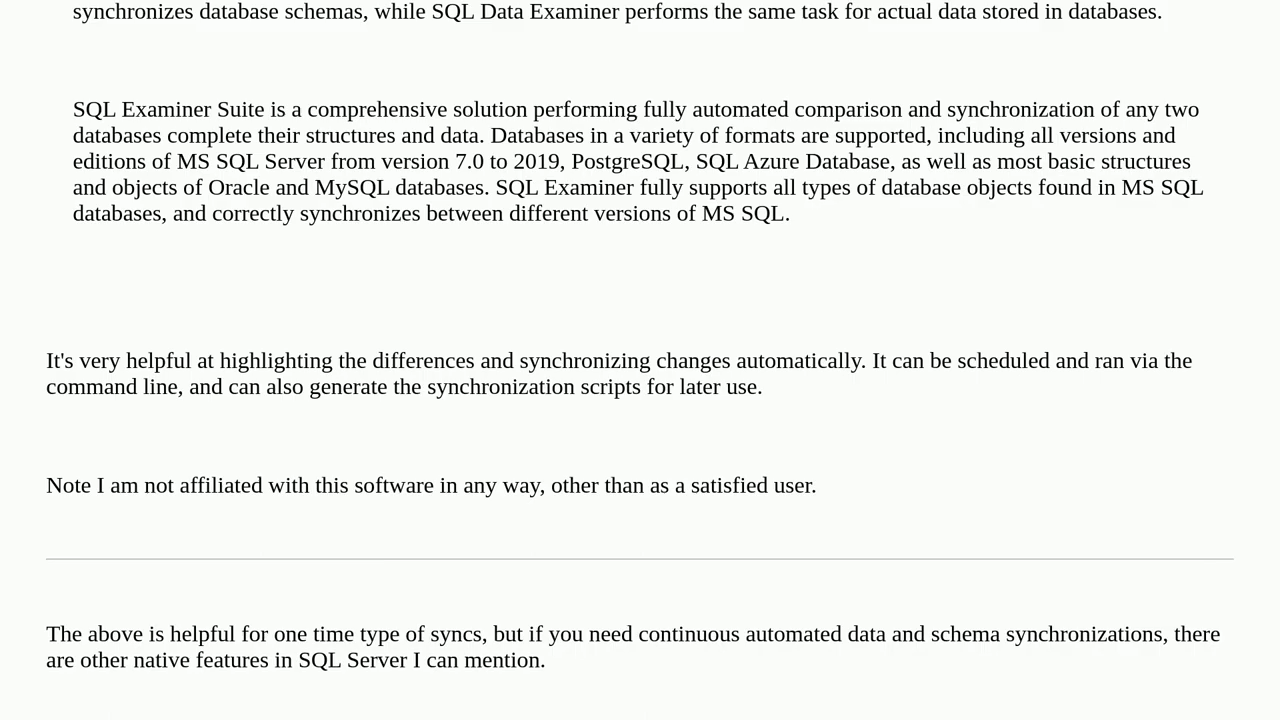 synchronizes database schemas, while SQL Data Examiner performs the same task for actual data stored in databases.
SQL Examiner Suite is a comprehensive solution performing fully automated comparison and synchronization of any two
databases complete their structures and data. Databases in a variety of formats are supported, including all versions and
editions of MS SQL Server from version 7.0 to 2019, PostgreSQL, SQL Azure Database, as well as most basic structures
and objects of Oracle and MySQL databases. SQL Examiner fully supports all types of database objects found in MS SQL
databases, and correctly synchronizes between different versions of MS SQL.
It's very helpful at highlighting the differences and synchronizing changes automatically. It can be scheduled and ran via the
command line, and can also generate the synchronization scripts for later use.
Note I am not affiliated with this software in any way, other than as a satisfied user.
The above is helpful for one time type of syncs, but if you need continuous automated data and schema synchronizations, there
are other native features in SQL Server I can mention.